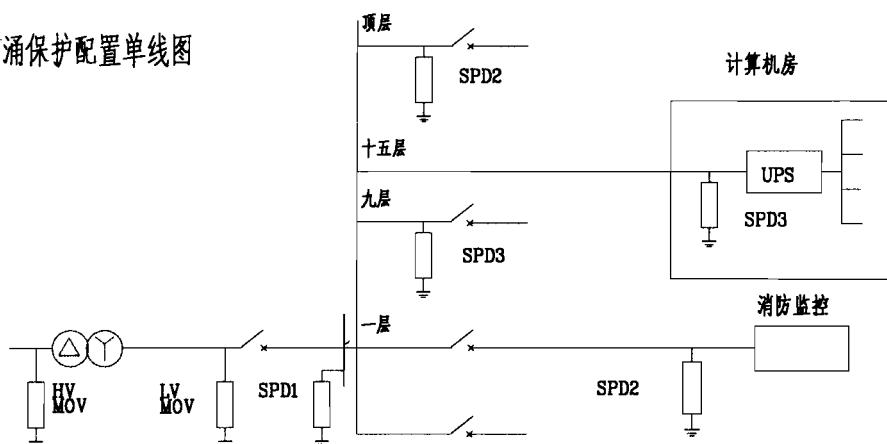 涌保护配置单线图
顶层
SPD2
计算机房
十五层
UPS
SPD3
九层
SPD3
消防监控
一层
HV
MOV
LV
MOV
SPD1
SPD2